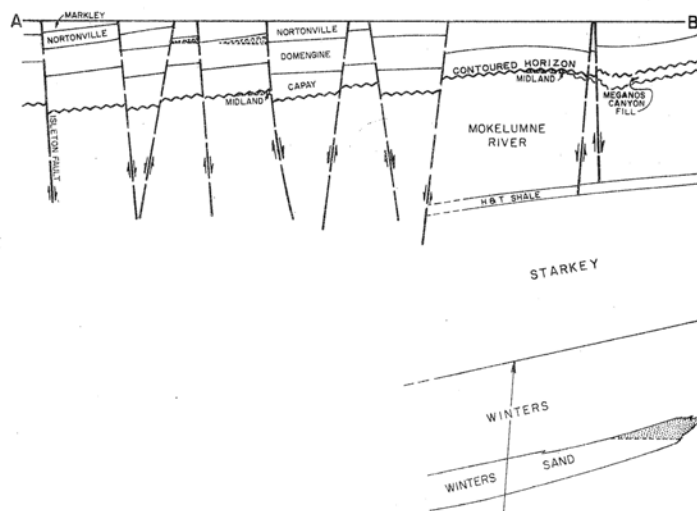 A
B
MARKLEY
NORTONVILLE
NORTONVILLE
DOMENGINE
CAPAY
MIDLAND
ISLETON FAULT
CONTOURED HORIZON
MIDLAND
MEGANOS
CANYON
FILL
MOKELUMNE
RIVER
H&T SHALE
STARKEY
WINTERS
WINTERS
SAND